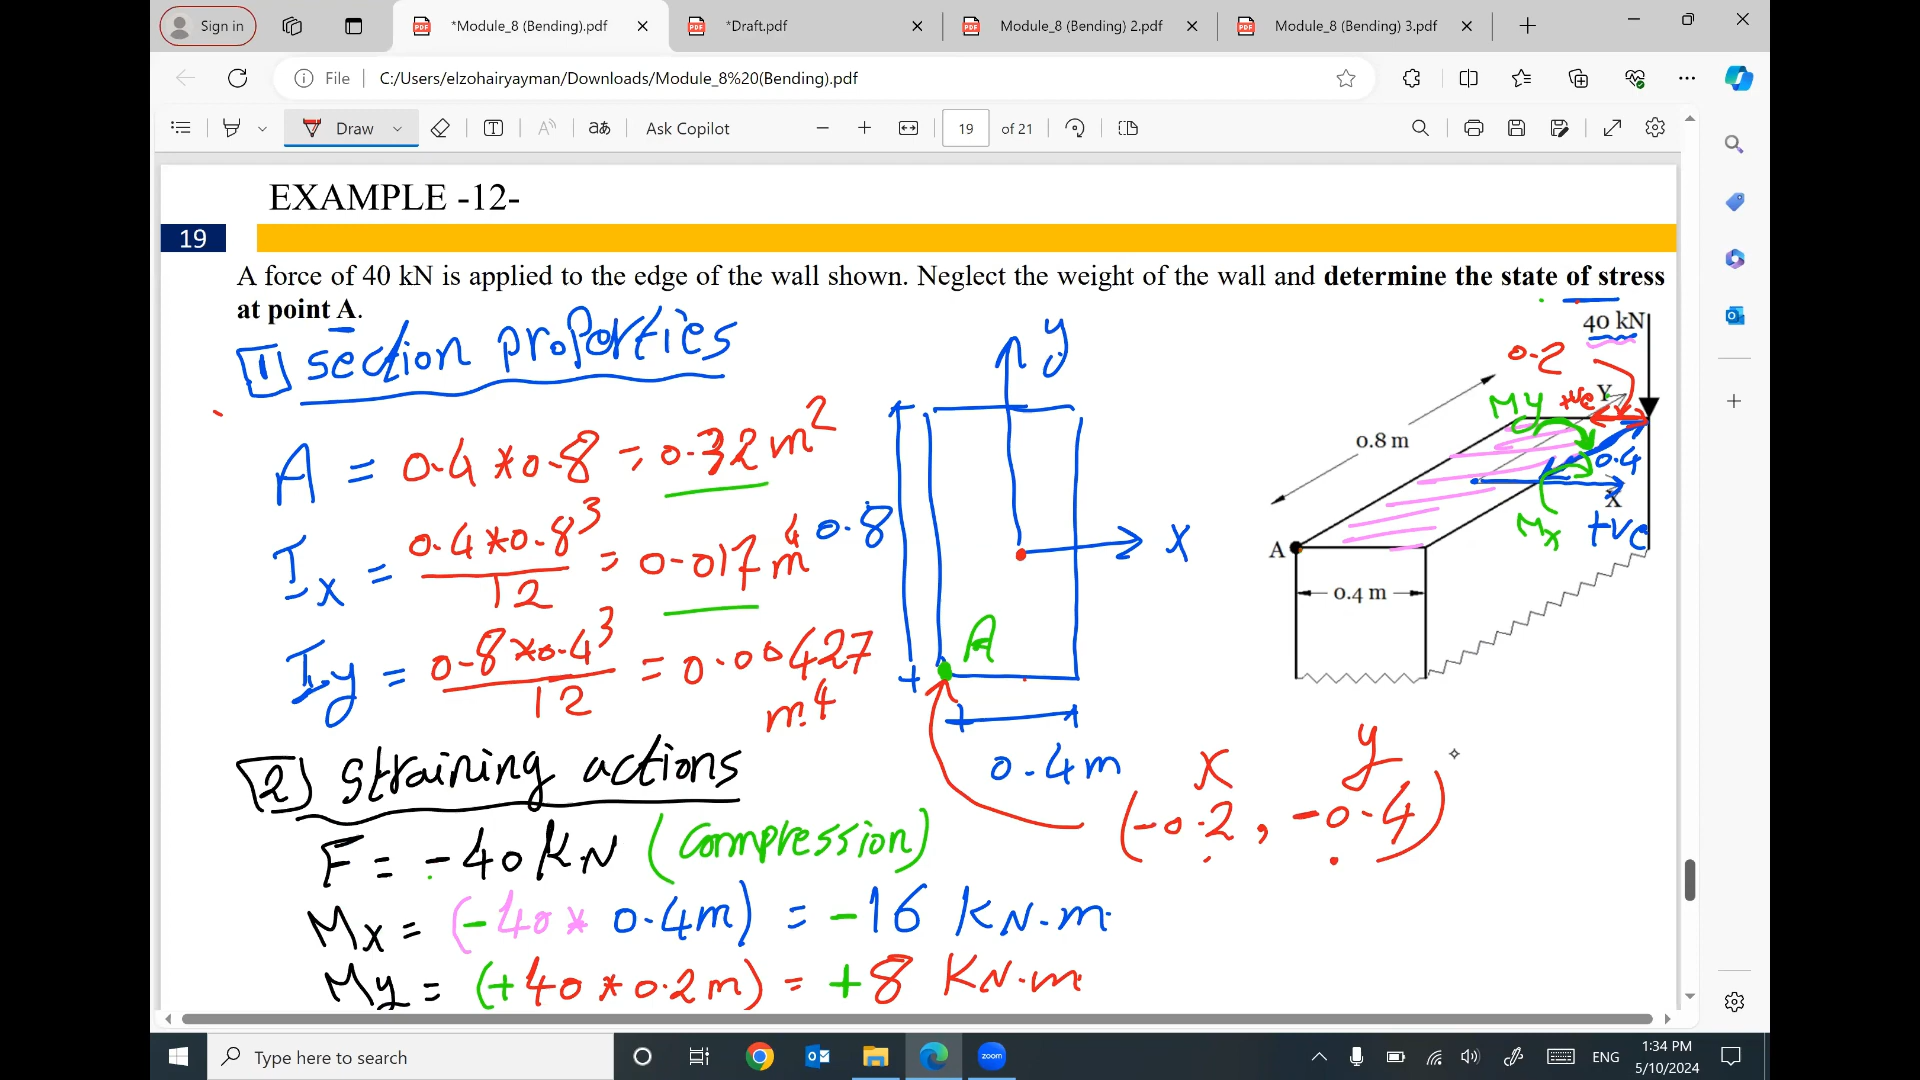 Sign in
*Module_8 (Bending).pdf
*Draft.pdf
Module_8 (Bending) 2.pdf
Module_8 (Bending) 3.pdf
File
C:/Users/elzohairyayman/Downloads/Module_8%20(Bending).pdf
Draw
Ask Copilot
19 of 21
EXAMPLE -12-
19
A force of 40 kN is applied to the edge of the wall shown. Neglect the weight of the wall and determine the state of stress
at point A.
1 section properties
A = 0.4*0.8 = 0.32 m²
Ix = 0.4*0.8³/12 = 0.017 m⁴
Iy = 0.8*0.4³/12 = 0.00427 m⁴
y
x
0.8
A
0.4m
x y
(-0.2, -0.4)
40 kN
0.2
My
+ve
Y
0.8 m
0.4
X
Mx
+ve
A
0.4 m
2 straining actions
F = -40KN (compression)
Mx = (-40* 0.4m) = -16 KN.m
My = (+40*0.2m) = +8 KN.m
Type here to search
zoom
ENG
1:34 PM
5/10/2024